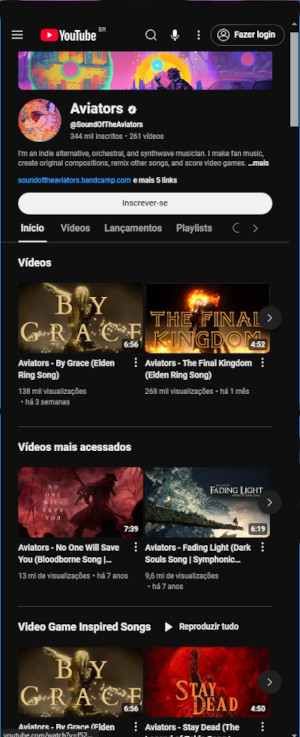 YouTube BR
Fazer login
Aviators
@SoundOfTheAviators
344 mil inscritos • 261 vídeos
I'm an indie alternative, orchestral, and synthwave musician. I make fan music,
create original compositions, remix other songs, and score video games. ...mais
soundoftheaviators.bandcamp.com e mais 5 links
Inscrever-se
Início Vídeos Lançamentos Playlists
Vídeos
BY
GRACE
6:56
THE FINAL
KINGDOM
4:52
Aviators - By Grace (Elden
Ring Song)
138 mil visualizações
• há 3 semanas
Aviators - The Final Kingdom
(Elden Ring Song)
268 mil visualizações • há 1 mês
Vídeos mais acessados
NO
ONE
WILL
SAVE
YOU
7:39
FADING LIGHT
6:19
Aviators - No One Will Save
You (Bloodborne Song |...
13 mi de visualizações • há 7 anos
Aviators - Fading Light (Dark
Souls Song | Symphonic...
9,6 mi de visualizações
• há 7 anos
Video Game Inspired Songs
Reproduzir tudo
BY
GRACE
6:56
STAY
DEAD
4:50
Aviators - By Grace (Elden
Aviators - Stay Dead (The